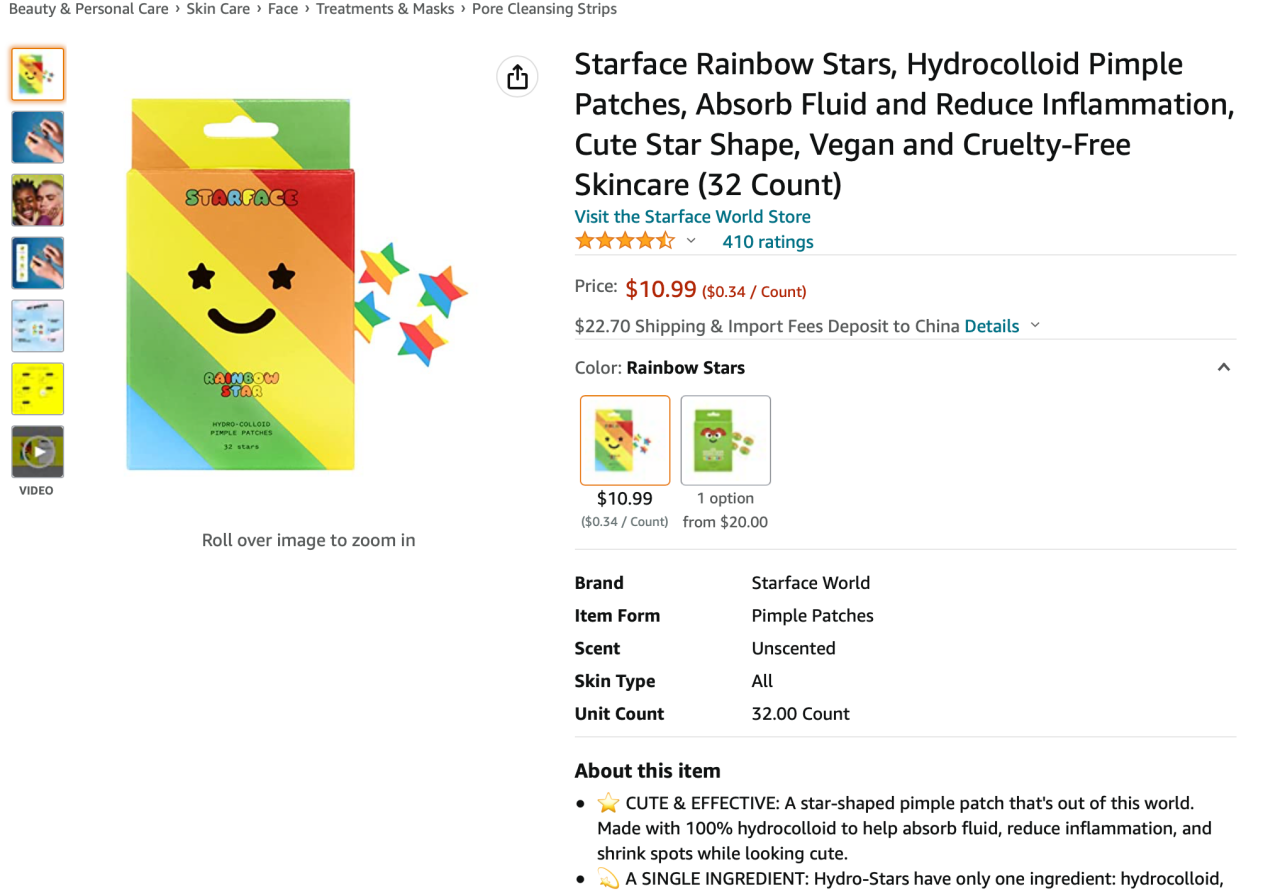 Beauty & Personal Care › Skin Care › Face › Treatments & Masks › Pore Cleansing Strips
Starface Rainbow Stars, Hydrocolloid Pimple
Patches, Absorb Fluid and Reduce Inflammation,
Cute Star Shape, Vegan and Cruelty-Free
Skincare (32 Count)
Visit the Starface World Store
410 ratings
Price: $10.99 ($0.34 / Count)
$22.70 Shipping & Import Fees Deposit to China Details
Color: Rainbow Stars
$10.99
($0.34 / Count)
1 option
from $20.00
Brand Starface World
Item Form Pimple Patches
Scent Unscented
Skin Type All
Unit Count 32.00 Count
About this item
● ⭐ CUTE & EFFECTIVE: A star-shaped pimple patch that's out of this world.
Made with 100% hydrocolloid to help absorb fluid, reduce inflammation, and
shrink spots while looking cute.
● 💫 A SINGLE INGREDIENT: Hydro-Stars have only one ingredient: hydrocolloid,
STARFACE
RAINBOW
STAR
HYDRO-COLLOID
PIMPLE PATCHES
32 stars
VIDEO
Roll over image to zoom in